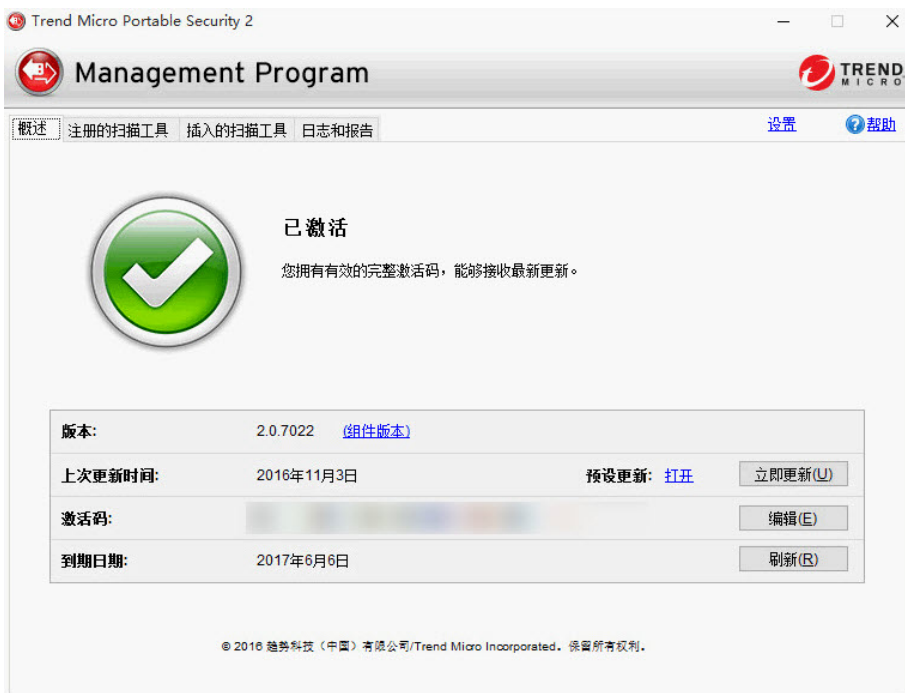 Trend Micro Portable Security 2
Management Program
TREND
MICRO
概述 注册的扫描工具 插入的扫描工具 日志和报告 设置 帮助
已激活
您拥有有效的完整激活码，能够接收最新更新。
版本: 2.0.7022 (组件版本)
上次更新时间: 2016年11月3日 预设更新: 打开 立即更新(U)
激活码: 编辑(E)
到期日期: 2017年6月6日 刷新(R)
© 2016 趋势科技（中国）有限公司/Trend Micro Incorporated。保留所有权利。